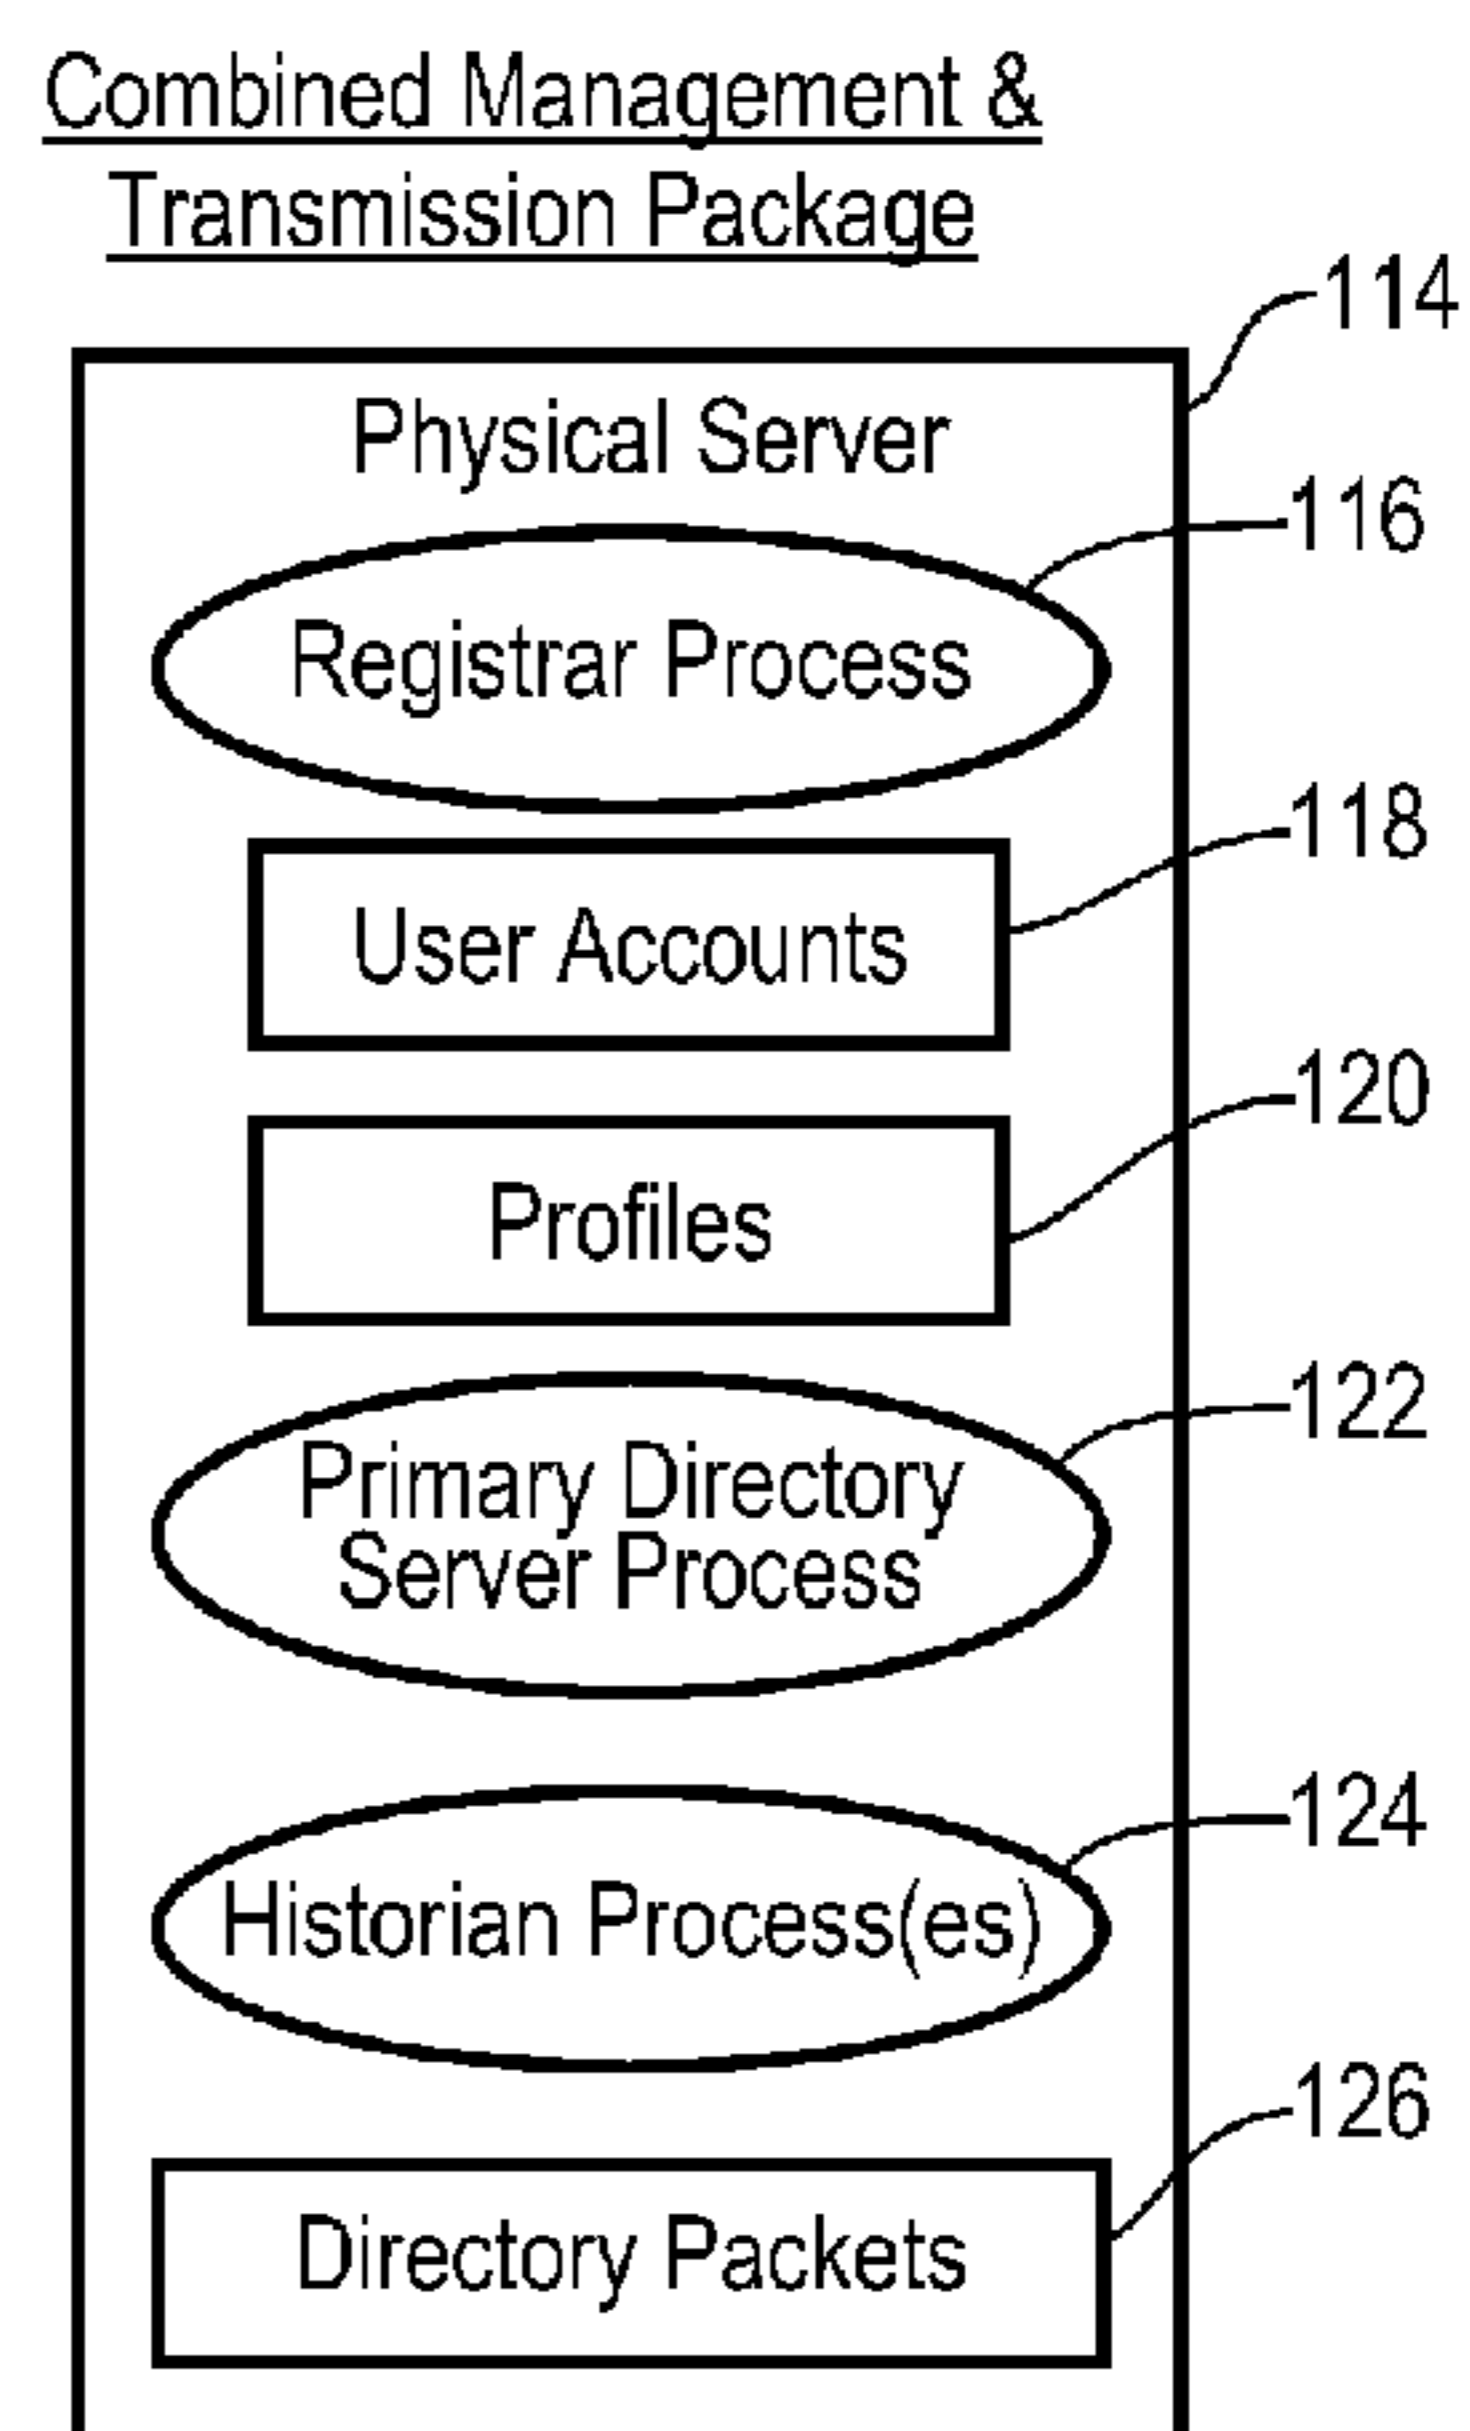 Combined Management &
Transmission Package
114
Physical Server
116
Registrar Process
118
User Accounts
120
Profiles
122
Primary Directory
Server Process
124
Historian Process(es)
126
Directory Packets